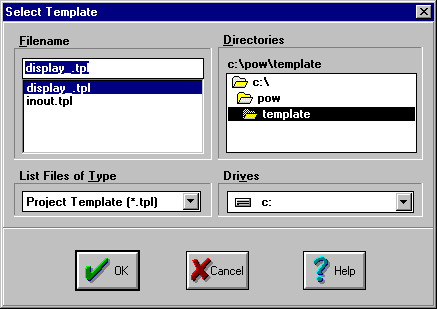 Select Template
Filename
display_.tpl
display_.tpl
inout.tpl
Directories
c:\pow\template
c:\
pow
template
List Files of Type
Project Template (*.tpl)
Drives
c:
OK
Cancel
? Help